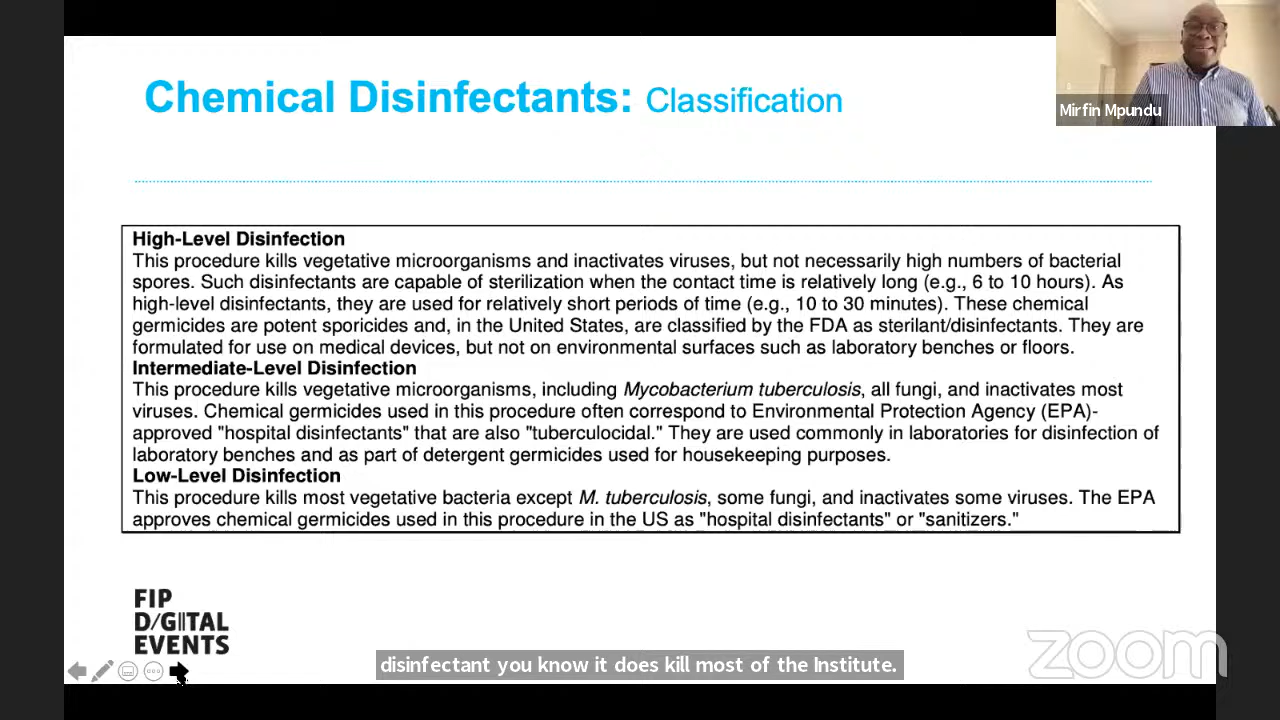 Chemical Disinfectants: Classification
Mirfin Mpundu
High-Level Disinfection
This procedure kills vegetative microorganisms and inactivates viruses, but not necessarily high numbers of bacterial
spores. Such disinfectants are capable of sterilization when the contact time is relatively long (e.g., 6 to 10 hours). As
high-level disinfectants, they are used for relatively short periods of time (e.g., 10 to 30 minutes). These chemical
germicides are potent sporicides and, in the United States, are classified by the FDA as sterilant/disinfectants. They are
formulated for use on medical devices, but not on environmental surfaces such as laboratory benches or floors.
Intermediate-Level Disinfection
This procedure kills vegetative microorganisms, including Mycobacterium tuberculosis, all fungi, and inactivates most
viruses. Chemical germicides used in this procedure often correspond to Environmental Protection Agency (EPA)-
approved "hospital disinfectants" that are also "tuberculocidal." They are used commonly in laboratories for disinfection of
laboratory benches and as part of detergent germicides used for housekeeping purposes.
Low-Level Disinfection
This procedure kills most vegetative bacteria except M. tuberculosis, some fungi, and inactivates some viruses. The EPA
approves chemical germicides used in this procedure in the US as "hospital disinfectants" or "sanitizers."
FIP
D/GITAL
EVENTS
zoom
disinfectant you know it does kill most of the Institute.